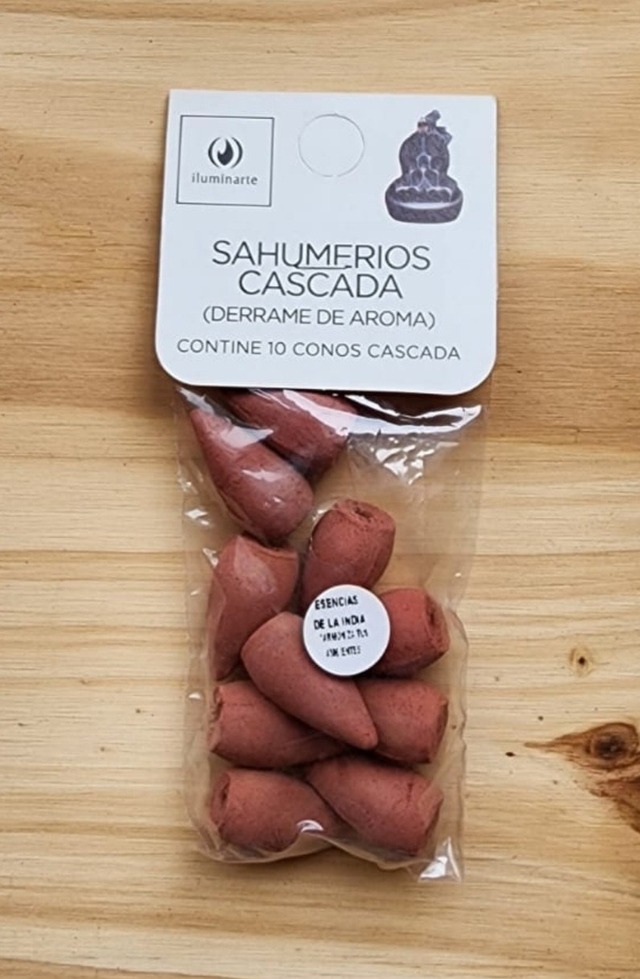 iluminarte
SAHUMERIOS
CASCADA
(DERRAME DE AROMA)
CONTINE 10 CONOS CASCADA
ESENCIAS
DE LA INDIA